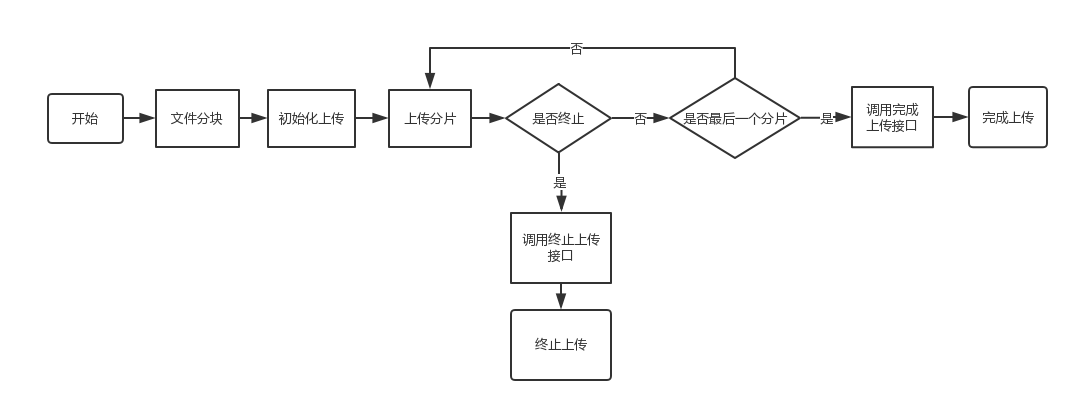 否
开始
文件分块
初始化上传
上传分片
是否终止
否
是否最后一个分片
是
调用完成
上传接口
完成上传
是
调用终止上传
接口
终止上传